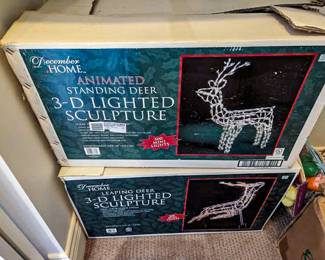 December
HOME
ANIMATED
STANDING DEER
3-D LIGHTED
SCULPTURE
December
HOME
LEAPING DEER
3-D LIGHTED
SCULPTURE